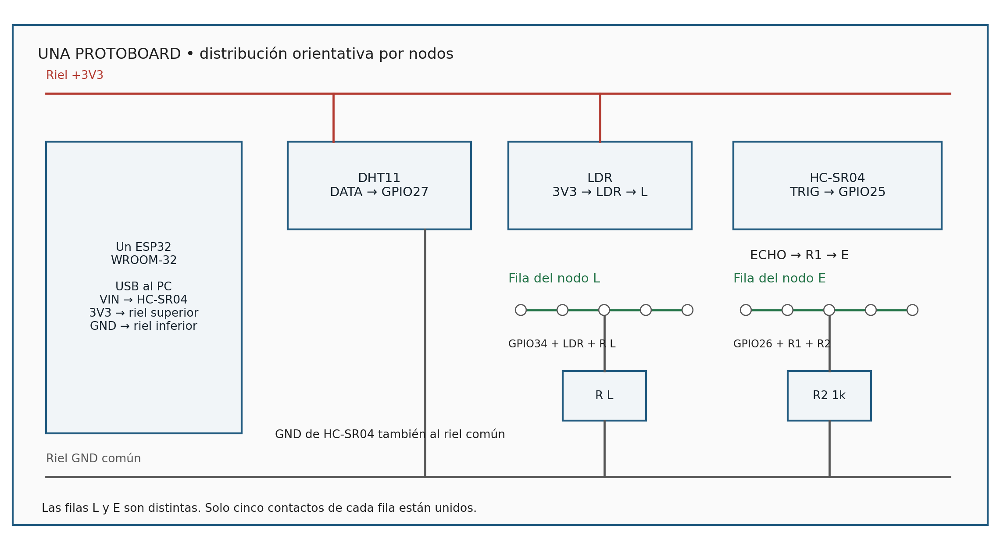 UNA PROTOBOARD • distribución orientativa por nodos
Riel +3V3
Un ESP32
WROOM-32
USB al PC
VIN → HC-SR04
3V3 → riel superior
GND → riel inferior
DHT11
DATA → GPIO27
LDR
3V3 → LDR → L
HC-SR04
TRIG → GPIO25
ECHO → R1 → E
Fila del nodo L
Fila del nodo E
GPIO34 + LDR + R L
GPIO26 + R1 + R2
R L
R2 1k
GND de HC-SR04 también al riel común
Riel GND común
Las filas L y E son distintas. Solo cinco contactos de cada fila están unidos.